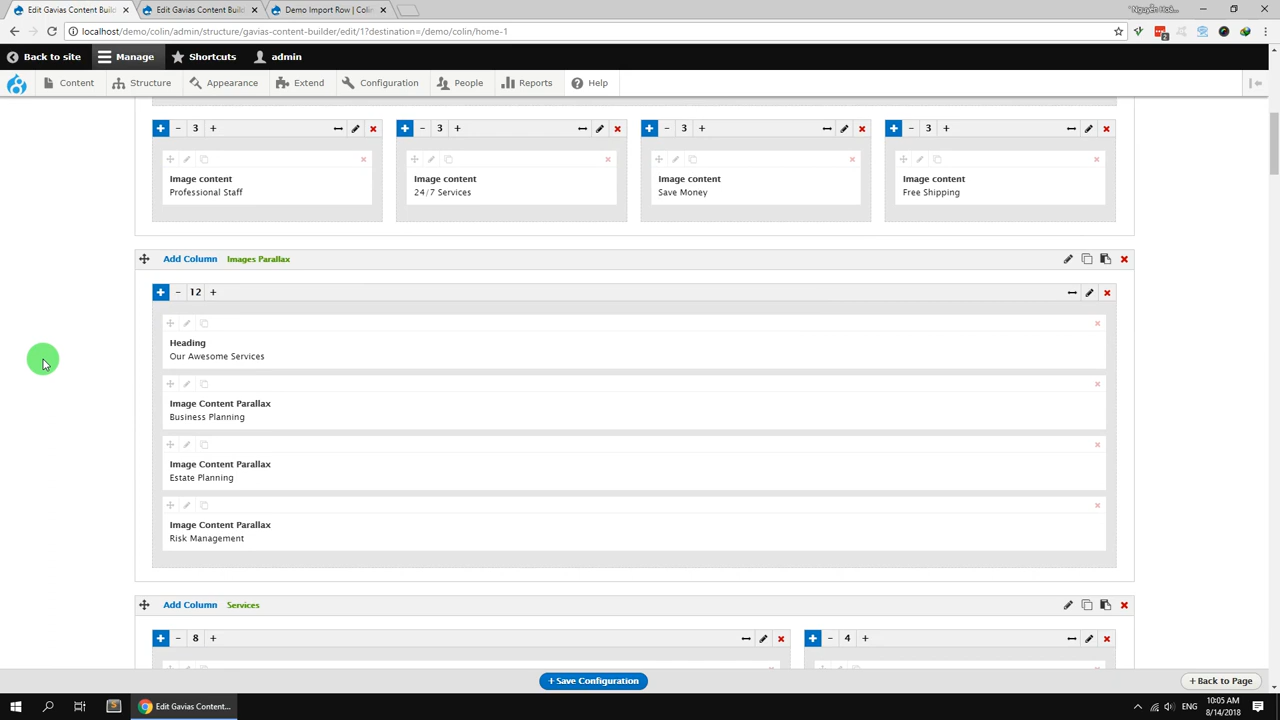 Edit Gavias Content Buil
Edit Gavias Content Buil
Demo Import Row | Colin
localhost/demo/colin/admin/structure/gavias-content-builder/edit/1?destination=/demo/colin/home-1
Back to site
Manage
Shortcuts
admin
Content
Structure
Appearance
Extend
Configuration
People
Reports
Help
3
3
3
3
Image content
Professional Staff
Image content
24/7 Services
Image content
Save Money
Image content
Free Shipping
Add Column Images Parallax
12
Heading
Our Awesome Services
Image Content Parallax
Business Planning
Image Content Parallax
Estate Planning
Image Content Parallax
Risk Management
Add Column Services
8
4
+ Save Configuration
+ Back to Page
Edit Gavias Content...
ENG
10:05 AM
8/14/2018